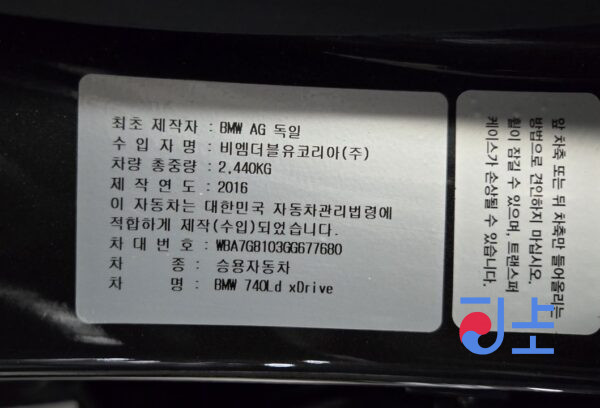 최초 제작자 : BMW AG 독일
수 입 자 명 : 비엠더블유코리아(주)
차량 총중량 : 2,440KG
제 작 연 도 : 2016
이 자동차는 대한민국 자동차관리법령에
적합하게 제작(수입)되었습니다.
차 대 번 호 : WBA7G8103GG677680
차 종 : 승용자동차
차 명 : BMW 740Ld xDrive
앞 차축 또는 뒤 차축만 들어올리는
방법으로 견인하지 마십시오.
휠이 잠길 수 있으며, 트랜스퍼
케이스가 손상될 수 있습니다.